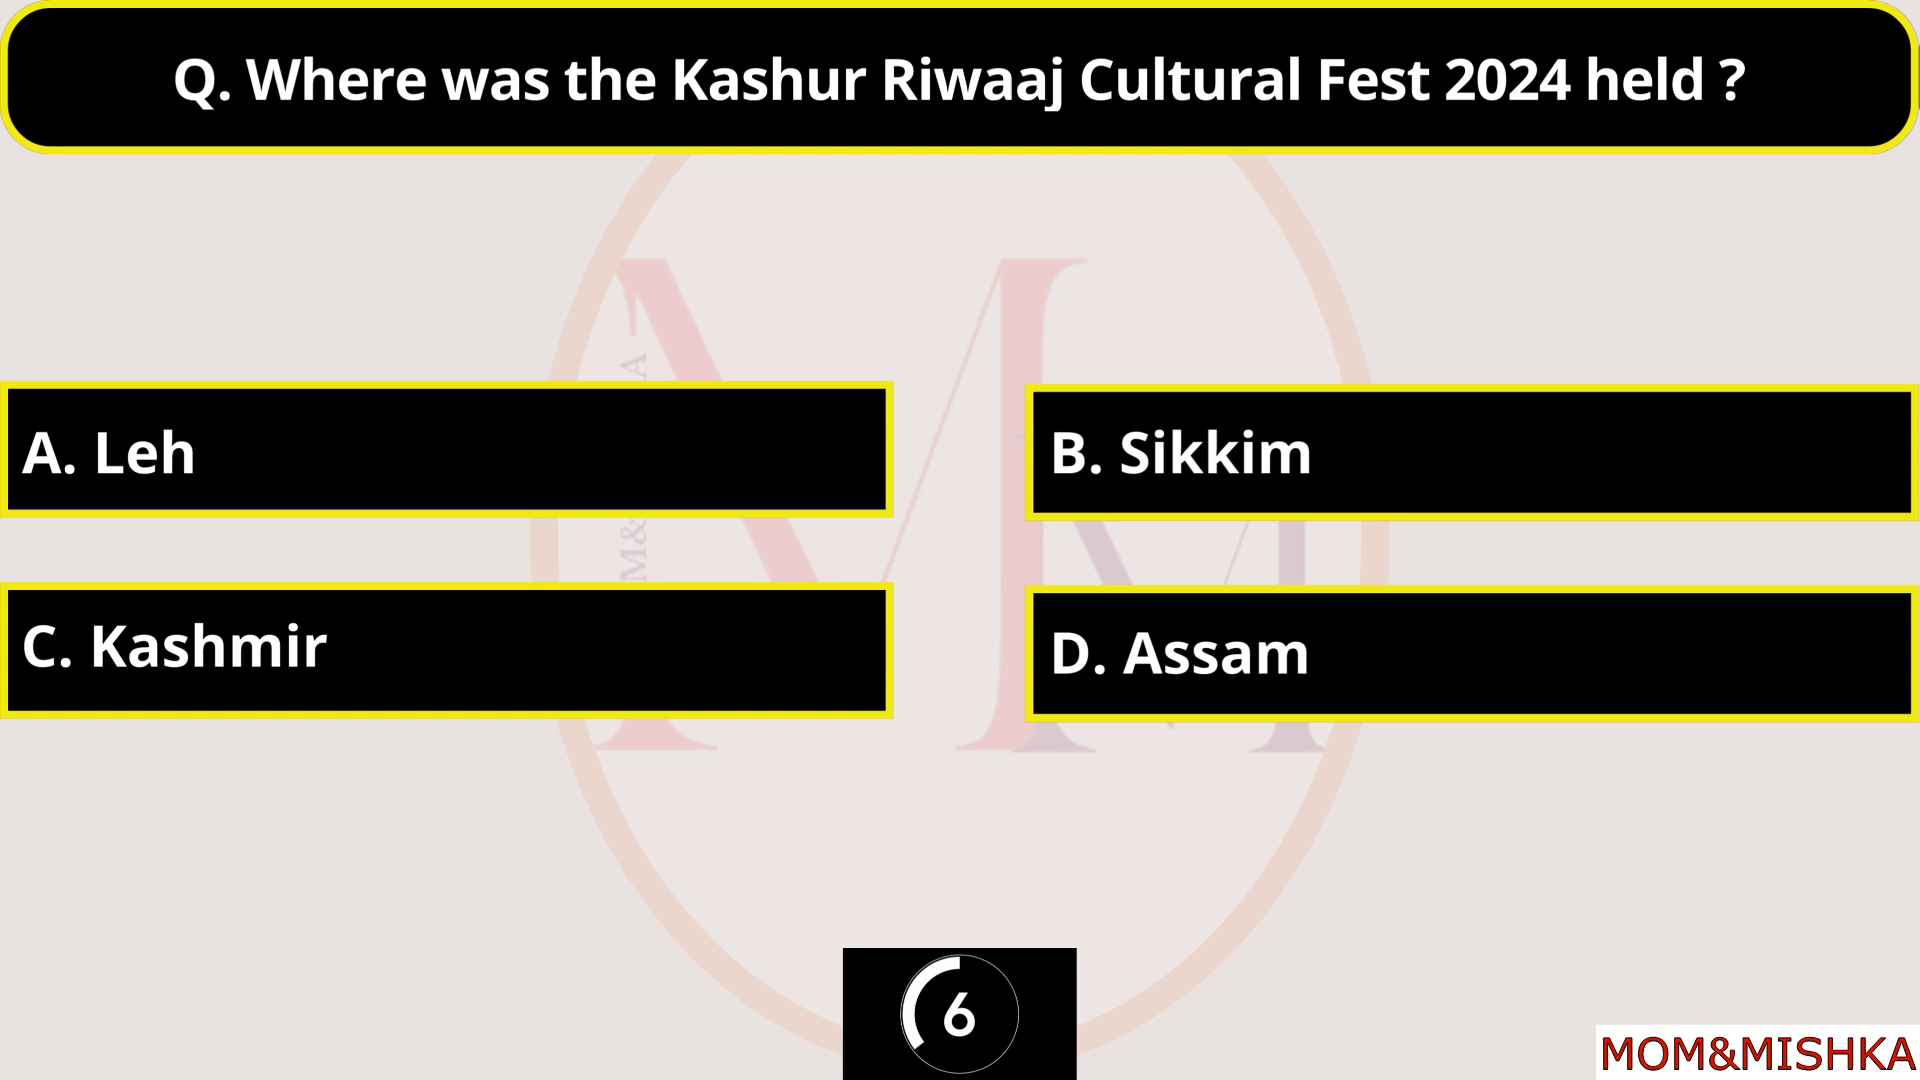 Q. Where was the Kashur Riwaaj Cultural Fest 2024 held ?
A. Leh
B. Sikkim
C. Kashmir
D. Assam
6
MOM&MISHKA